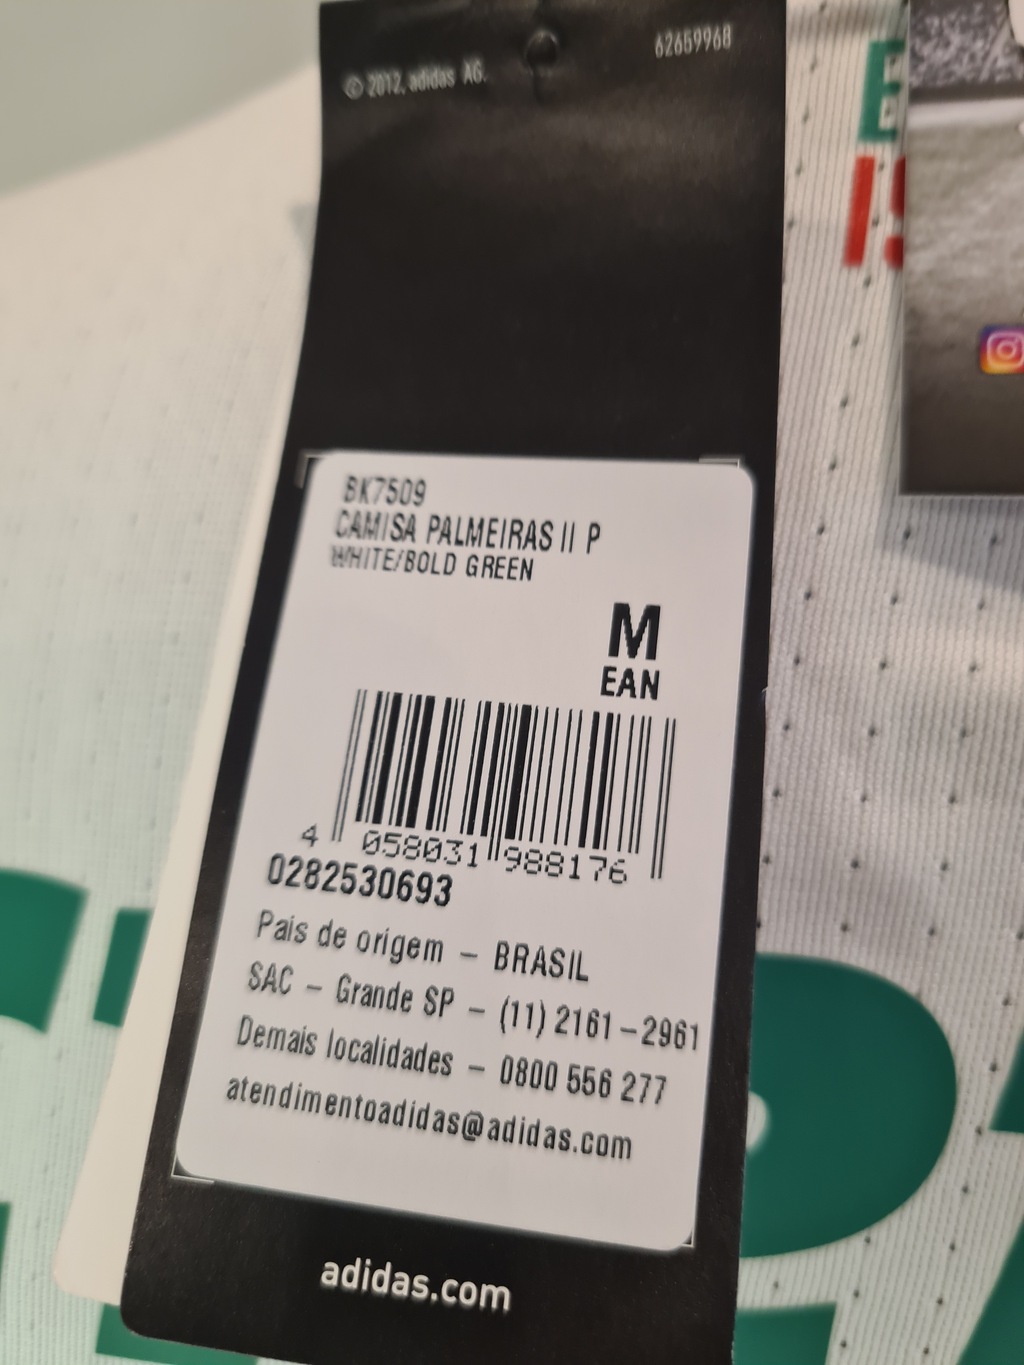 © 2012, adidas AG.
62659968
BK7509
CAMISA PALMEIRAS II P
WHITE/BOLD GREEN
M
EAN
4 058031 988176
0282530693
Pais de origem – BRASIL
SAC – Grande SP – (11) 2161-2961
Demais localidades – 0800 556 277
atendimentoadidas@adidas.com
adidas.com